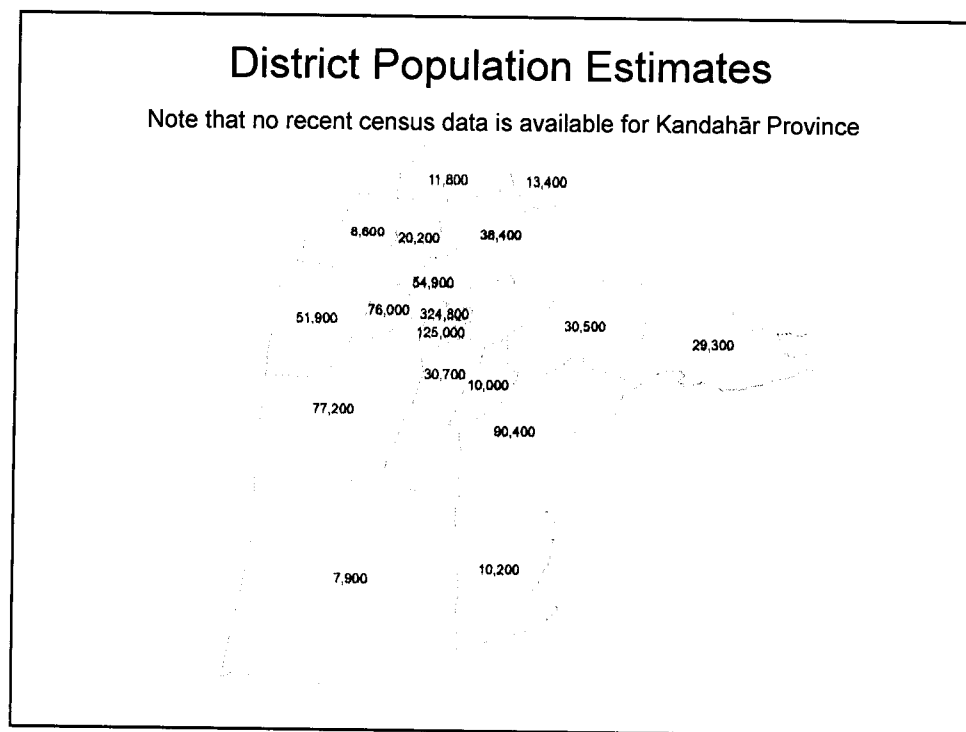 District Population Estimates
Note that no recent census data is available for Kandahār Province
11,800 13,400
8,600 20,200 38,400
54,900
51,900 76,000 324,800 30,500
125,000 29,300
30,700 10,000
77,200
90,400
7,900 10,200